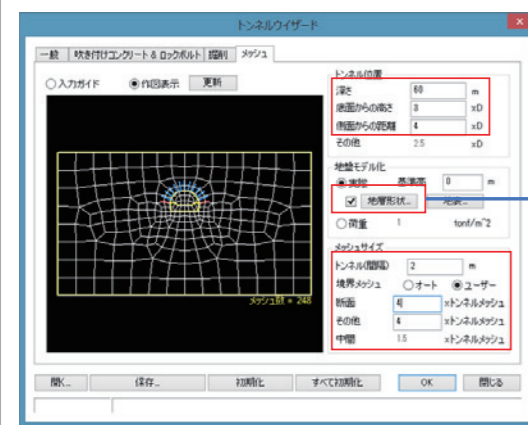 トンネルウイザード
一般 吹き付けコンクリート & ロックボルト 掘削 メッシュ
○入力ガイド ◉作図表示 更新
メッシュ数 = 248
トンネル位置
深さ 60 m
底面からの高さ 3 xD
側面からの距離 4 xD
その他 2.5 xD
地盤モデル化
基準高 0 m
☑ 地層形状...
○荷重 1 tonf/m^2
メッシュサイズ
トンネル(間隔) 2 m
境界メッシュ ○オート ◉ユーザー
断面 4 xトンネルメッシュ
その他 4 xトンネルメッシュ
中間 1.5 xトンネルメッシュ
開く... 保存... 初期化 すべて初期化 OK 閉じる